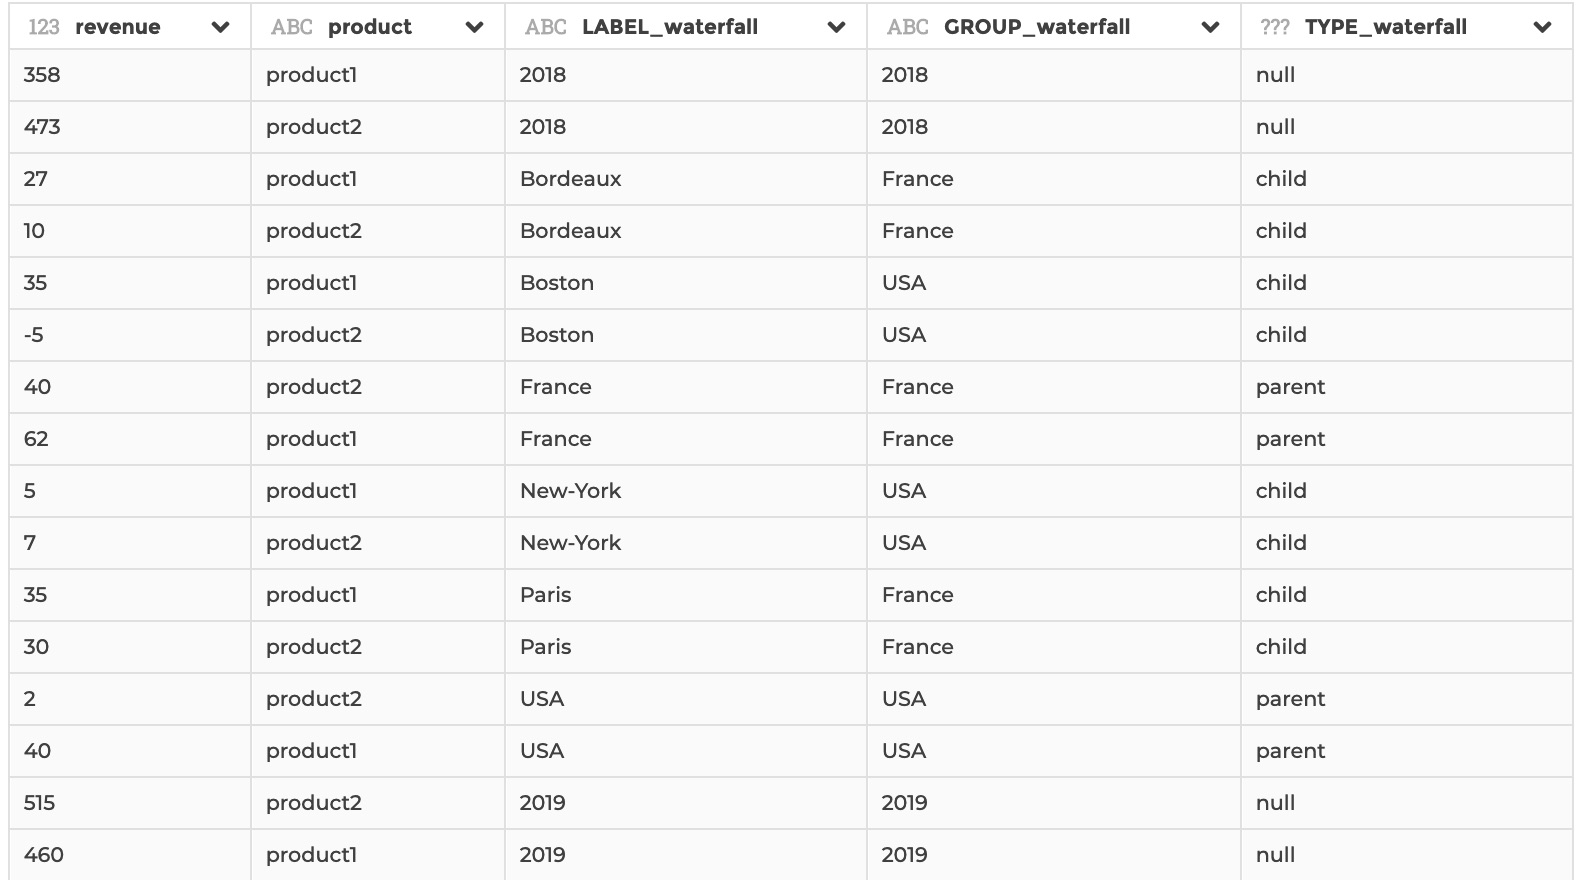 123 revenue ABC product ABC LABEL_waterfall ABC GROUP_waterfall ??? TYPE_waterfall
358 product1 2018 2018 null
473 product2 2018 2018 null
27 product1 Bordeaux France child
10 product2 Bordeaux France child
35 product1 Boston USA child
-5 product2 Boston USA child
40 product2 France France parent
62 product1 France France parent
5 product1 New-York USA child
7 product2 New-York USA child
35 product1 Paris France child
30 product2 Paris France child
2 product2 USA USA parent
40 product1 USA USA parent
515 product2 2019 2019 null
460 product1 2019 2019 null